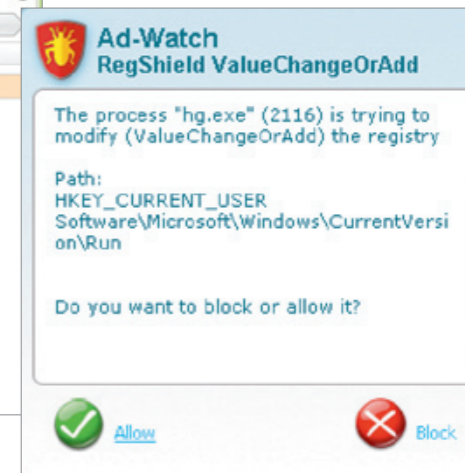 Ad-Watch
RegShield ValueChangeOrAdd
The process "hg.exe" (2116) is trying to
modify (ValueChangeOrAdd) the registry
Path:
HKEY_CURRENT_USER
Software\Microsoft\Windows\CurrentVersi
on\Run
Do you want to block or allow it?
Allow
Block